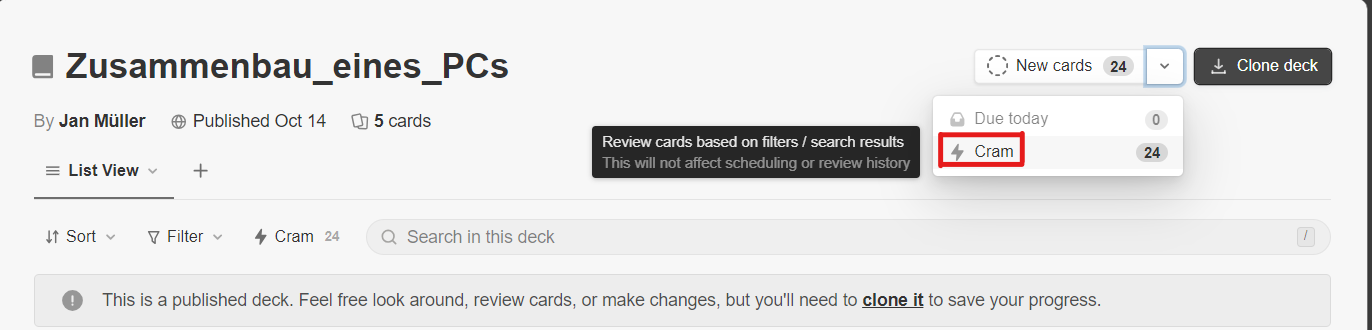 Zusammenbau_eines_PCs
New cards 24
Clone deck
By Jan Müller Published Oct 14 5 cards
Due today 0
Review cards based on filters / search results
This will not affect scheduling or review history
Cram 24
List View
Sort Filter Cram 24 Search in this deck /
This is a published deck. Feel free look around, review cards, or make changes, but you'll need to clone it to save your progress.